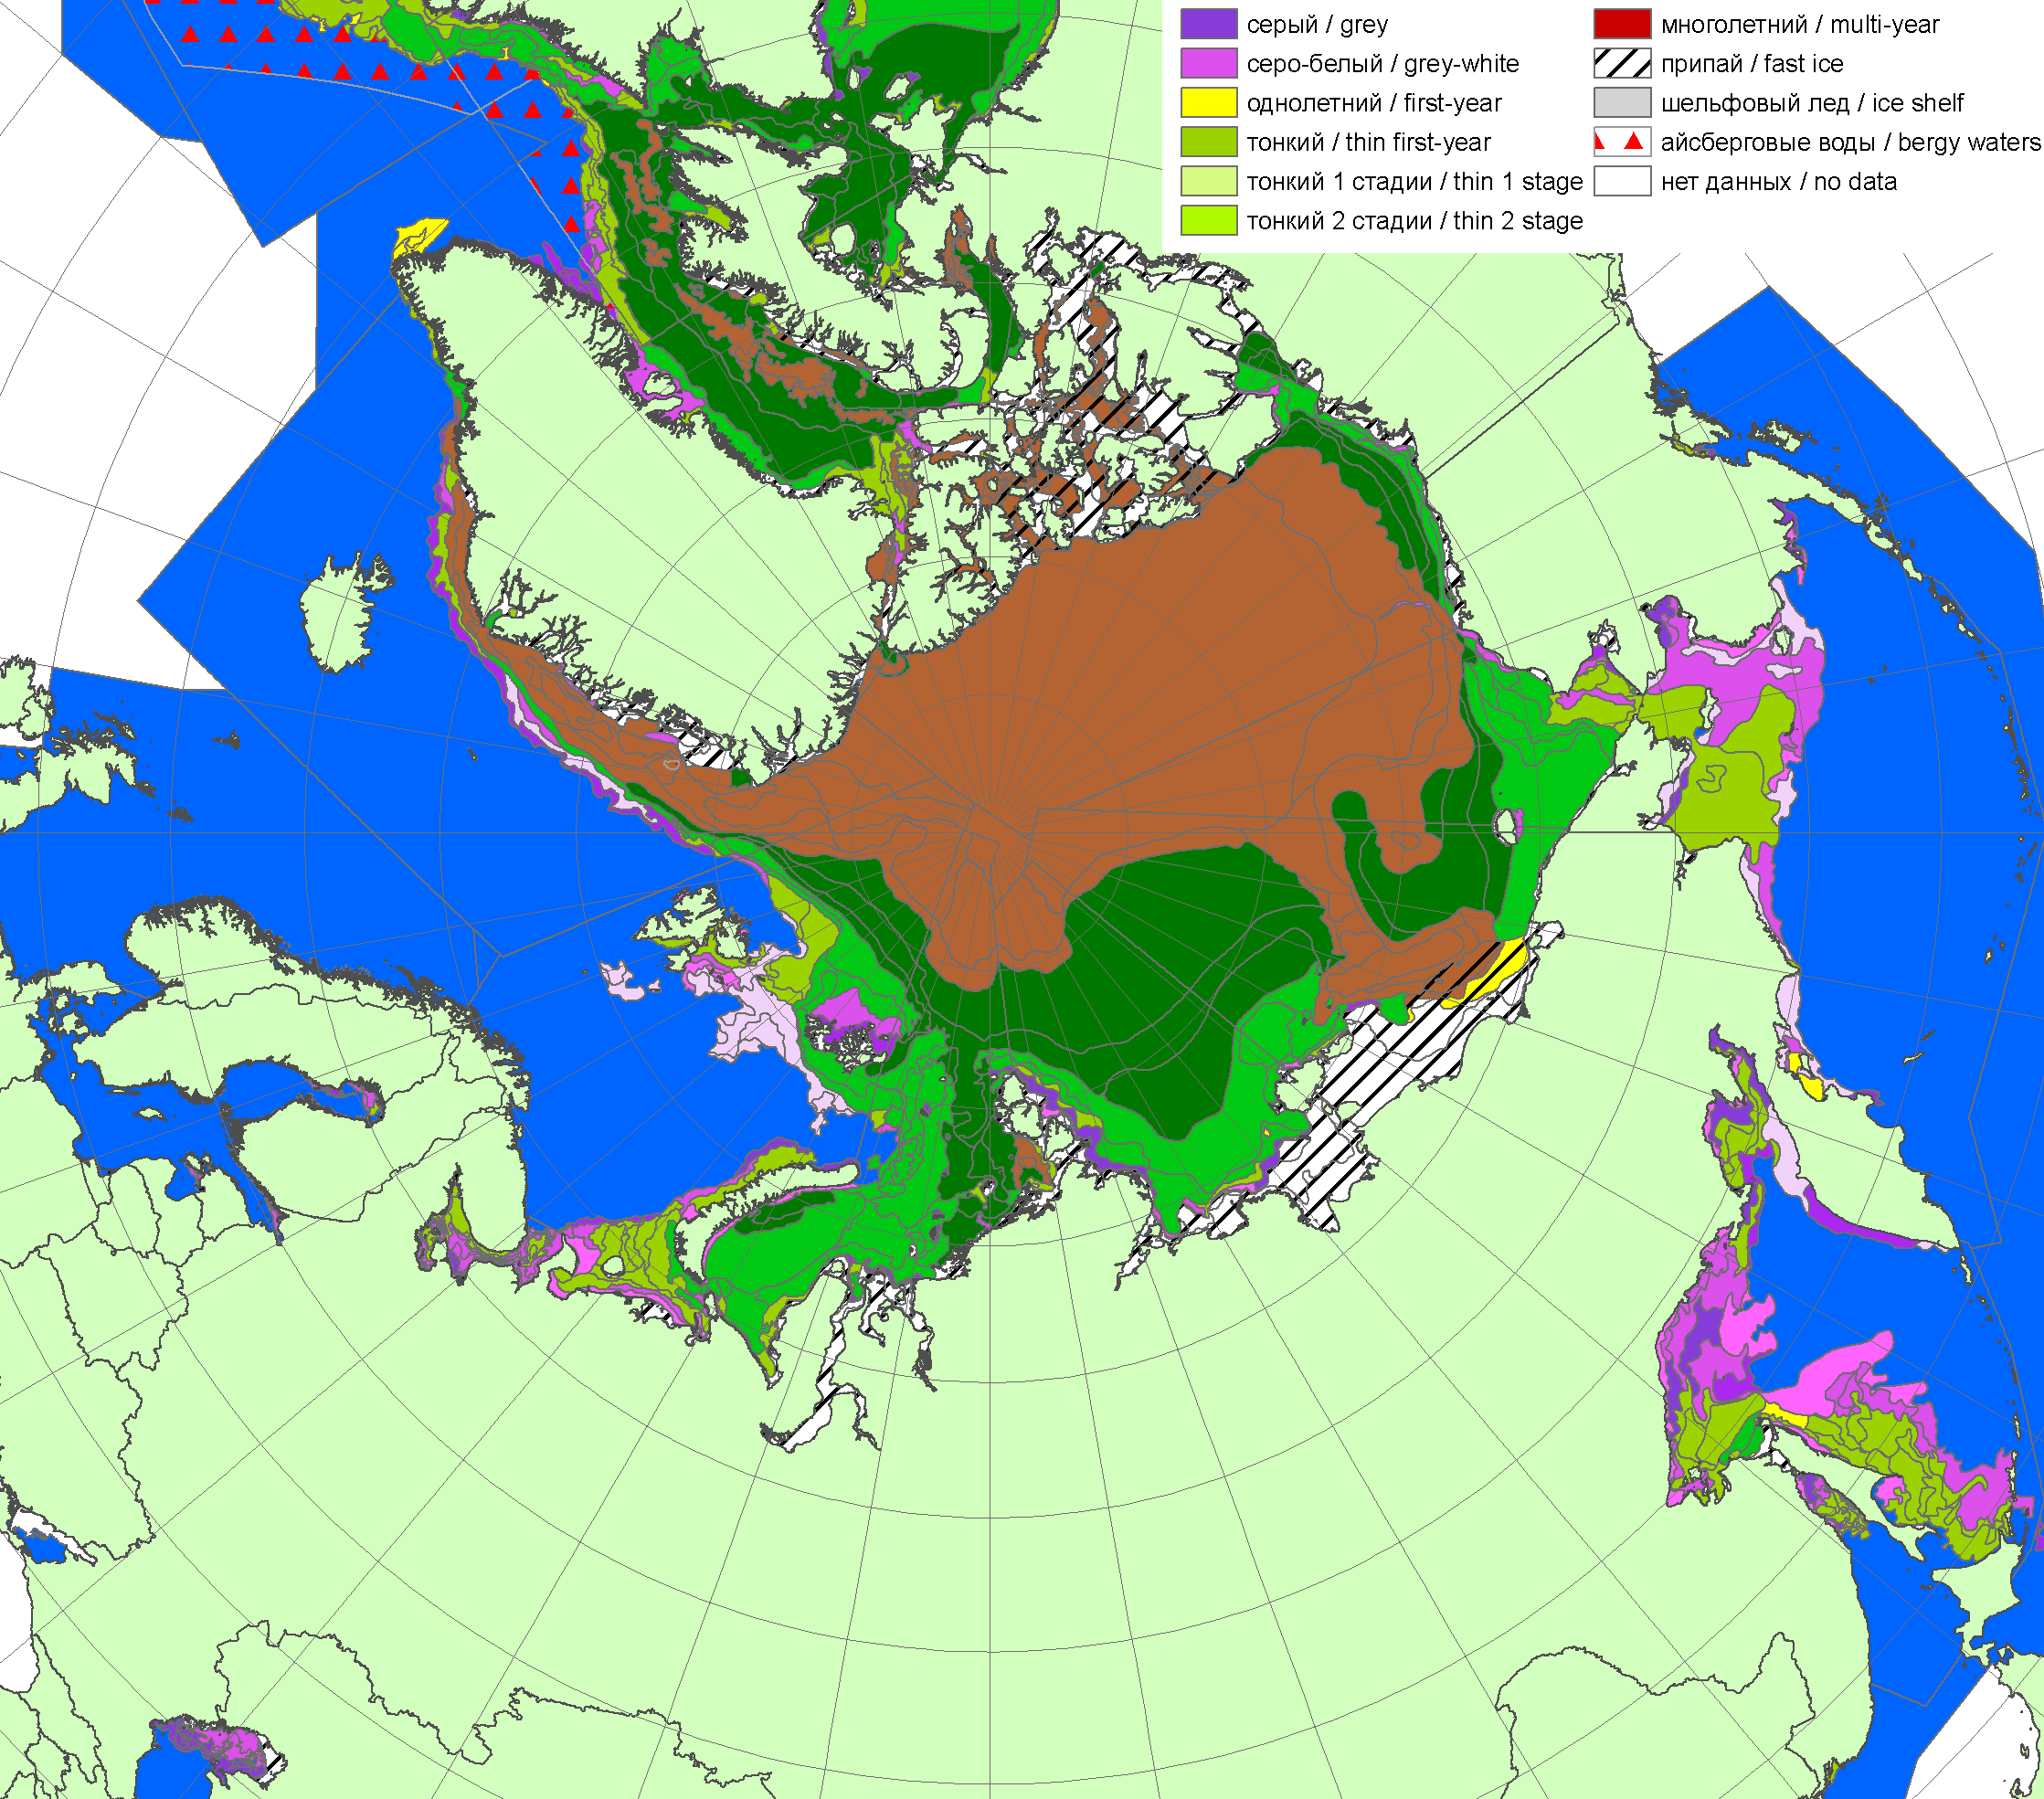 серый / grey
серо-белый / grey-white
однолетний / first-year
тонкий / thin first-year
тонкий 1 стадии / thin 1 stage
тонкий 2 стадии / thin 2 stage
многолетний / multi-year
припай / fast ice
шельфовый лед / ice shelf
айсберговые воды / bergy waters
нет данных / no data